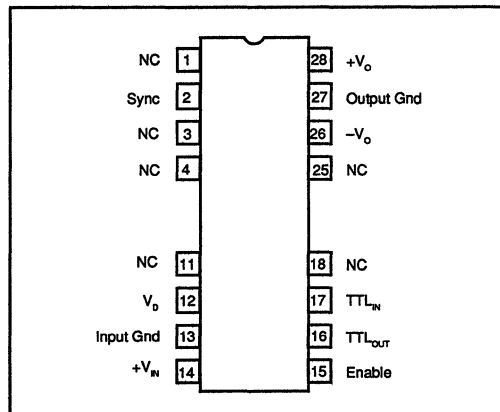 NC 1 28 +V_O
Sync 2 27 Output Gnd
NC 3 26 –V_O
NC 4 25 NC
NC 11 18 NC
V_D 12 17 TTL_IN
Input Gnd 13 16 TTL_OUT
+V_IN 14 15 Enable